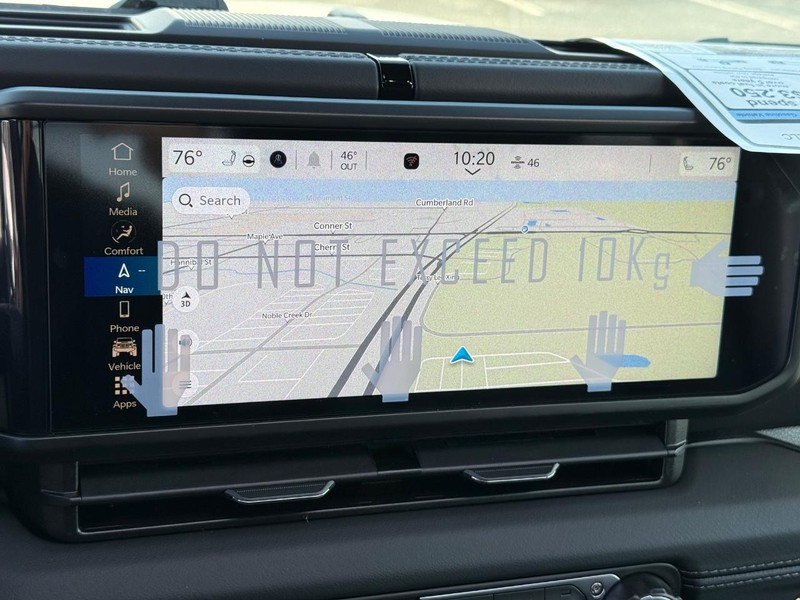 Home
Media
Comfort
Nav --
Phone
Vehicle
Apps
76° 46° OUT 10:20 46 76°
Search
Cumberland Rd
Conner St
Maple Ave
Cherry St
Hannibal St
3D
Noble Creek Dr
DO NOT EXCEED 10Kg
spend